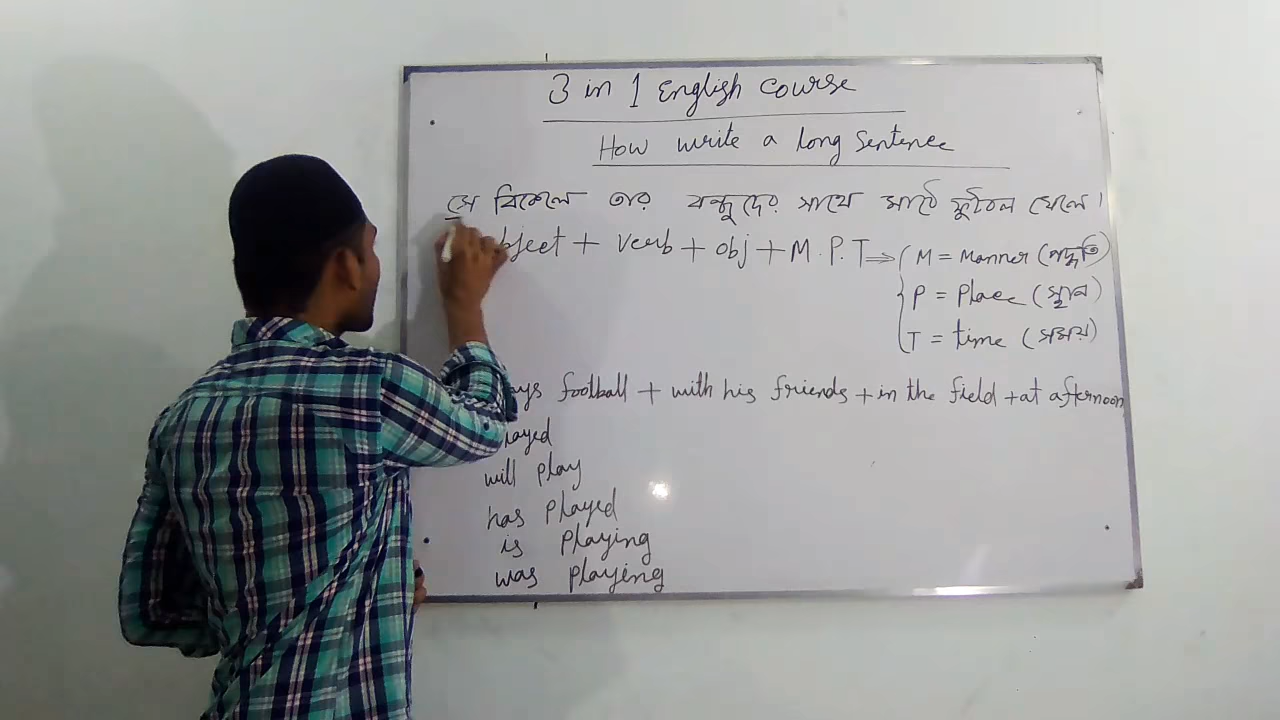 3 in 1 English Course
How write a long Sentence
সে বিকেলে তার বন্ধুদের সাথে মাঠে ফুটবল খেলে।
bject + Verb + obj + M.P.T ⇒ { M = Manner (পদ্ধতি)
P = Place (স্থান)
T = time (সময়)
ays football + with his friends + in the field + at afternoon
layed
will play
has played
is playing
was playing